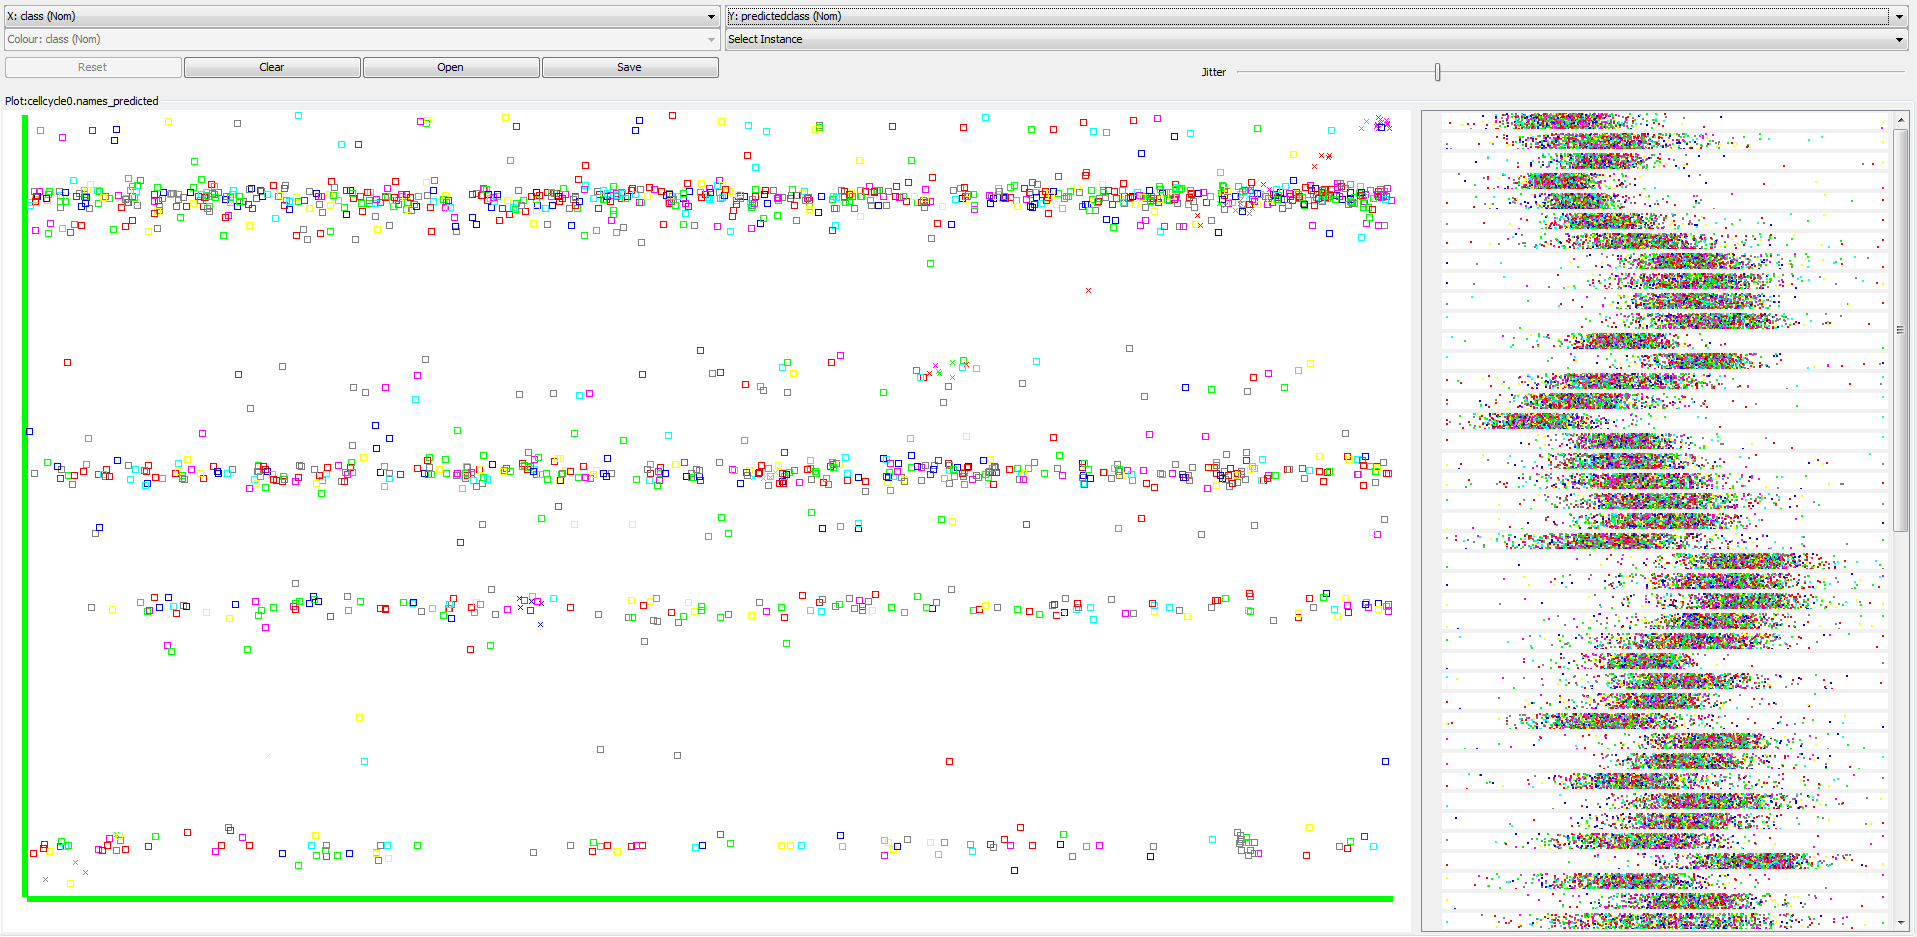 X: class (Nom)
Y: predictedclass (Nom)
Colour: class (Nom)
Select Instance
Reset
Clear
Open
Save
Jitter
Plot:cellcycle0.names_predicted